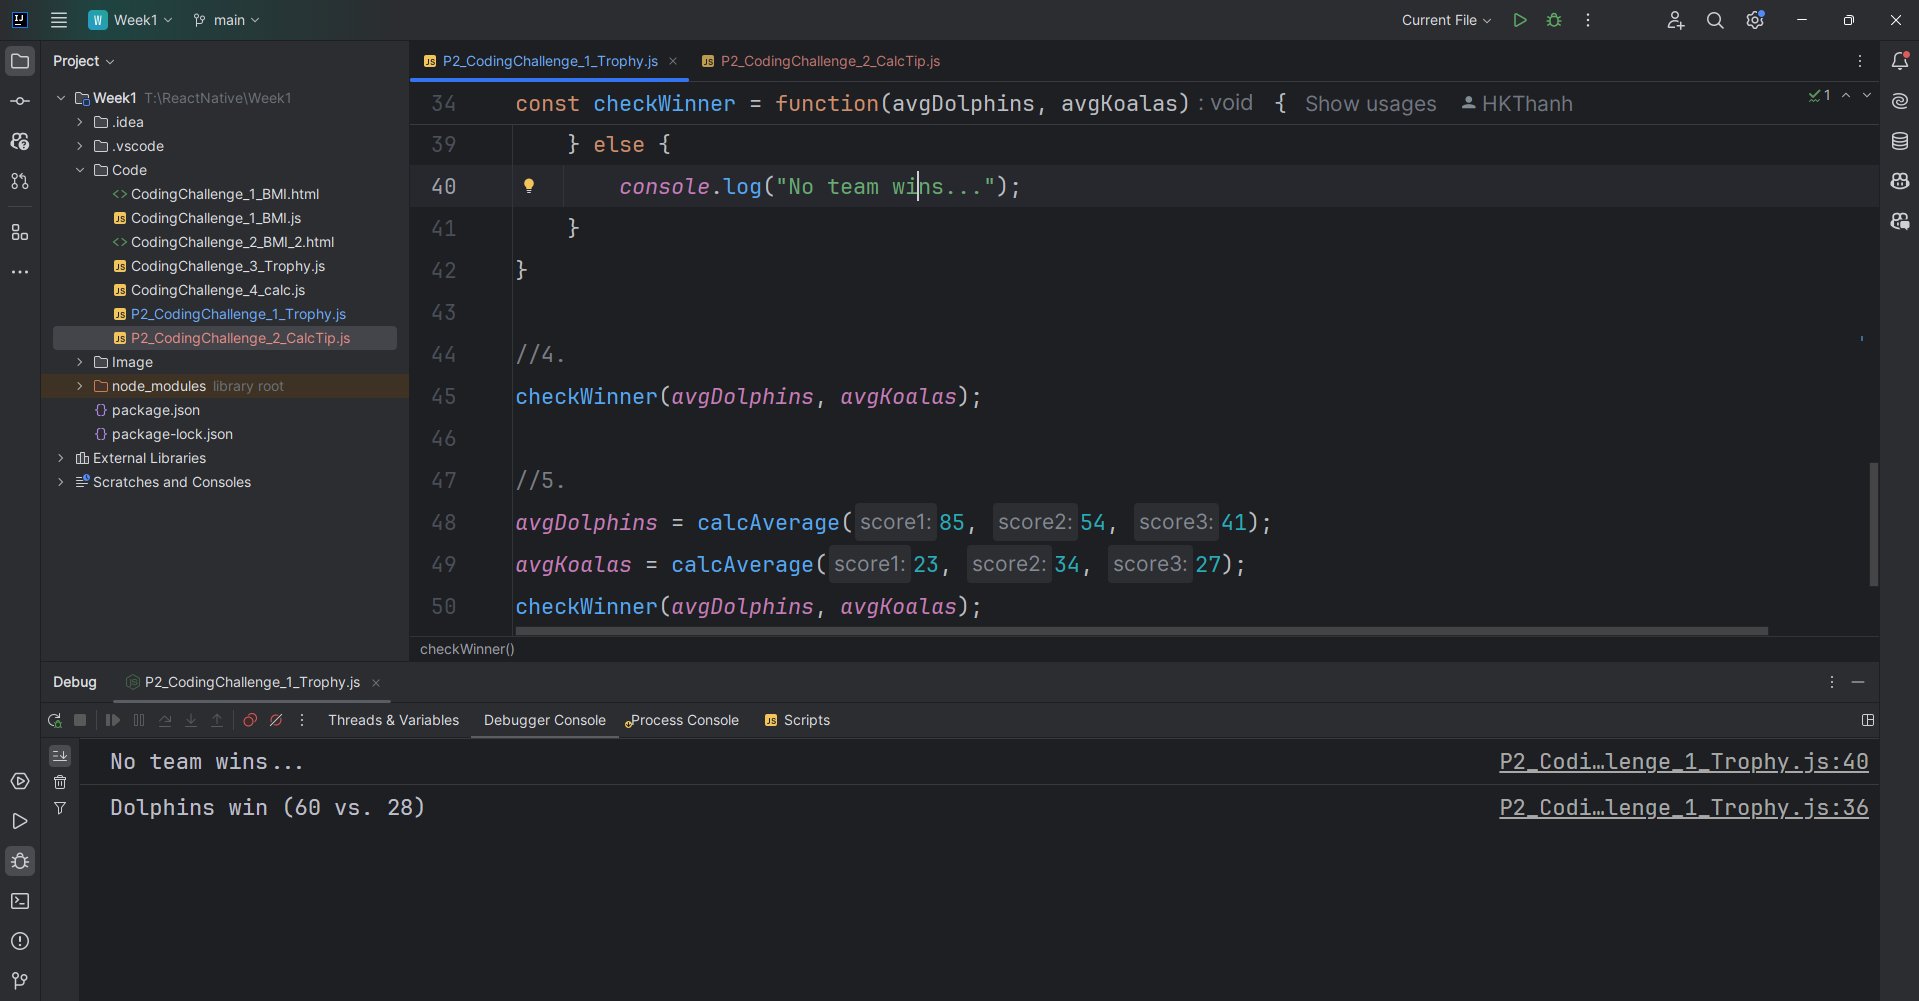 Week1 main Current File
Project
Week1 T:\ReactNative\Week1
.idea
.vscode
Code
CodingChallenge_1_BMI.html
CodingChallenge_1_BMI.js
CodingChallenge_2_BMI_2.html
CodingChallenge_3_Trophy.js
CodingChallenge_4_calc.js
P2_CodingChallenge_1_Trophy.js
P2_CodingChallenge_2_CalcTip.js
Image
node_modules library root
package.json
package-lock.json
External Libraries
Scratches and Consoles
P2_CodingChallenge_1_Trophy.js P2_CodingChallenge_2_CalcTip.js
34 const checkWinner = function(avgDolphins, avgKoalas) : void { Show usages HKThanh
1
39 } else {
40 console.log("No team wins...");
41 }
42 }
43
44 //4.
45 checkWinner(avgDolphins, avgKoalas);
46
47 //5.
48 avgDolphins = calcAverage( score1: 85, score2: 54, score3: 41);
49 avgKoalas = calcAverage( score1: 23, score2: 34, score3: 27);
50 checkWinner(avgDolphins, avgKoalas);
checkWinner()
Debug P2_CodingChallenge_1_Trophy.js
Threads & Variables Debugger Console Process Console Scripts
No team wins... P2_Codi…lenge_1_Trophy.js:40
Dolphins win (60 vs. 28) P2_Codi…lenge_1_Trophy.js:36